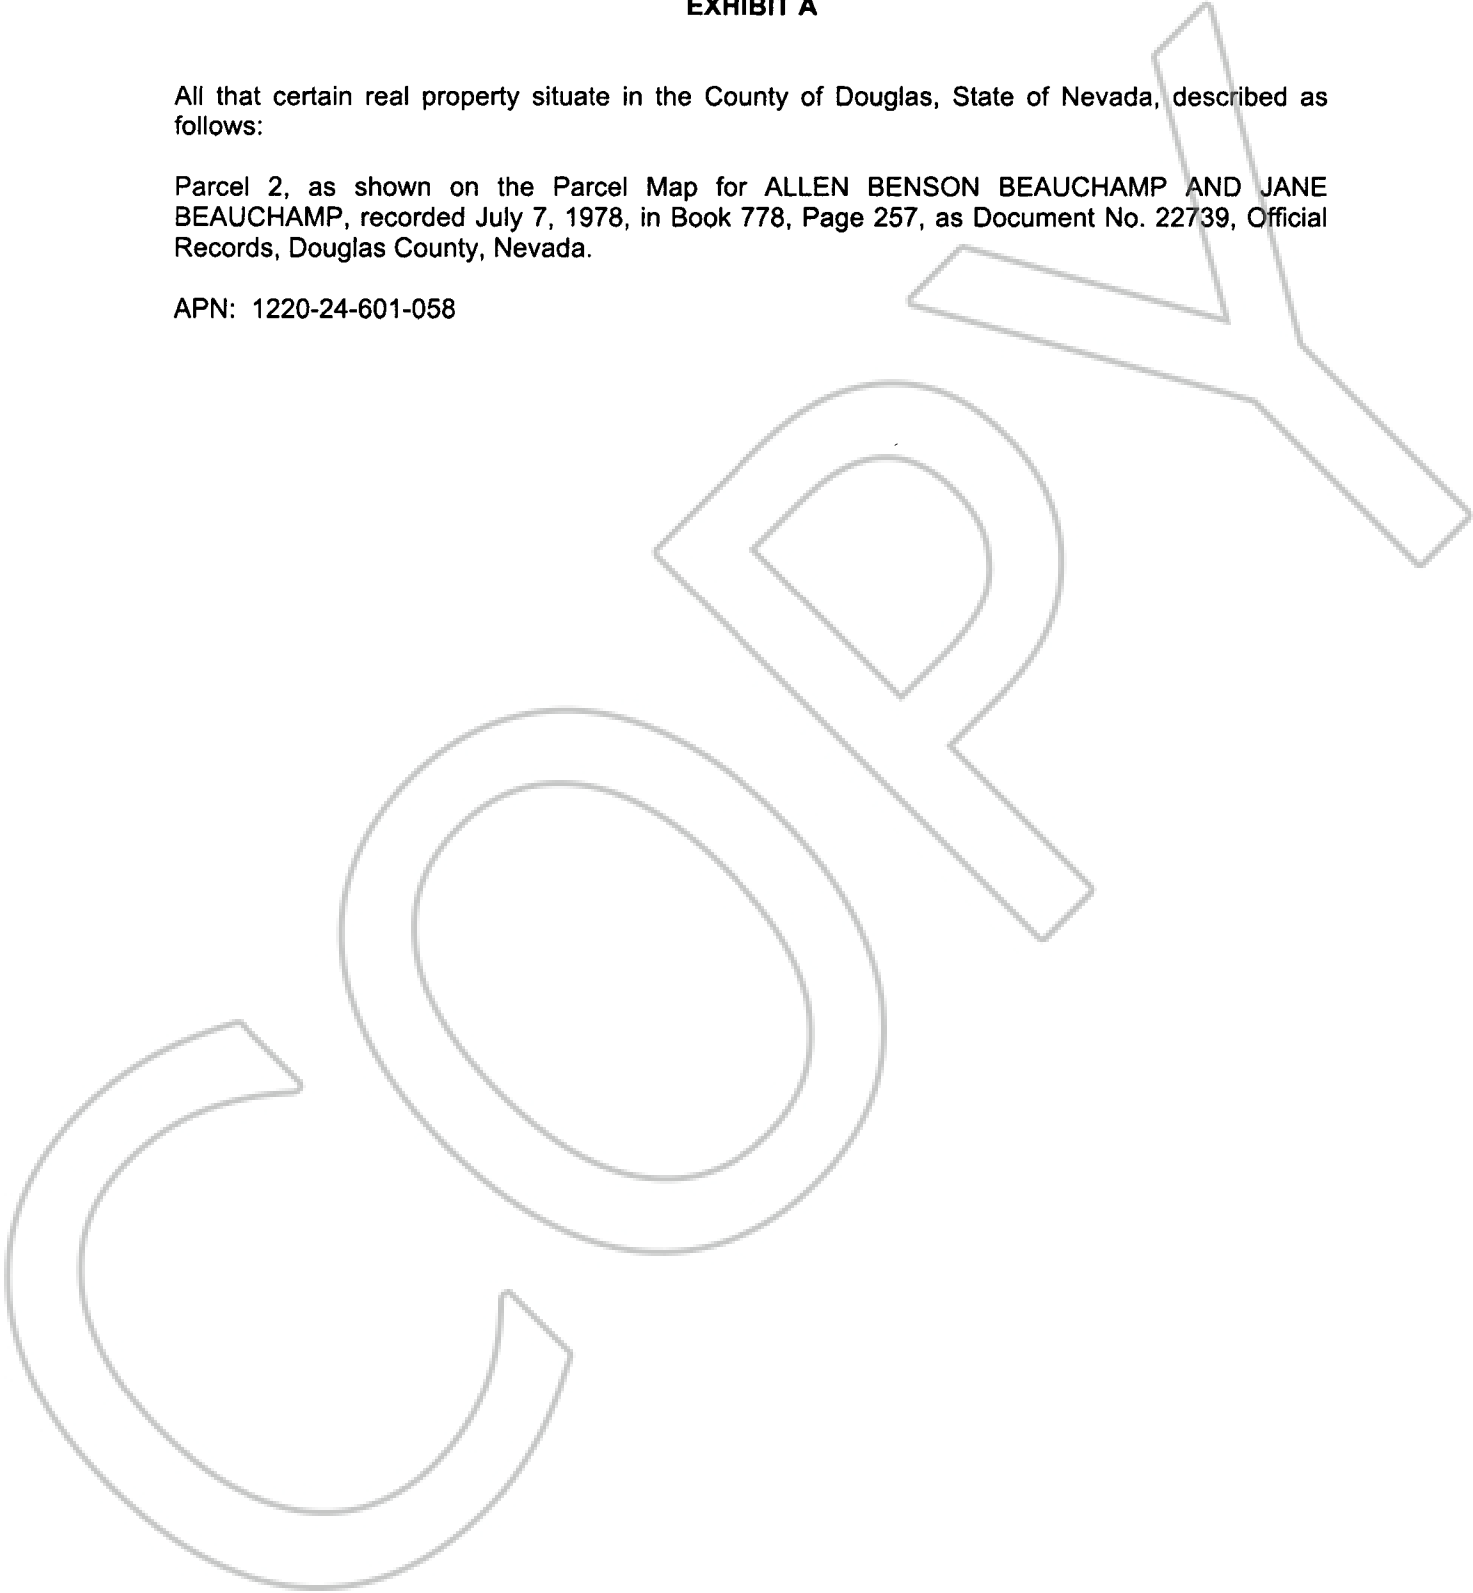 EXHIBIT A
All that certain real property situate in the County of Douglas, State of Nevada, described as
follows:
Parcel 2, as shown on the Parcel Map for ALLEN BENSON BEAUCHAMP AND JANE
BEAUCHAMP, recorded July 7, 1978, in Book 778, Page 257, as Document No. 22739, Official
Records, Douglas County, Nevada.
APN: 1220-24-601-058
COPY